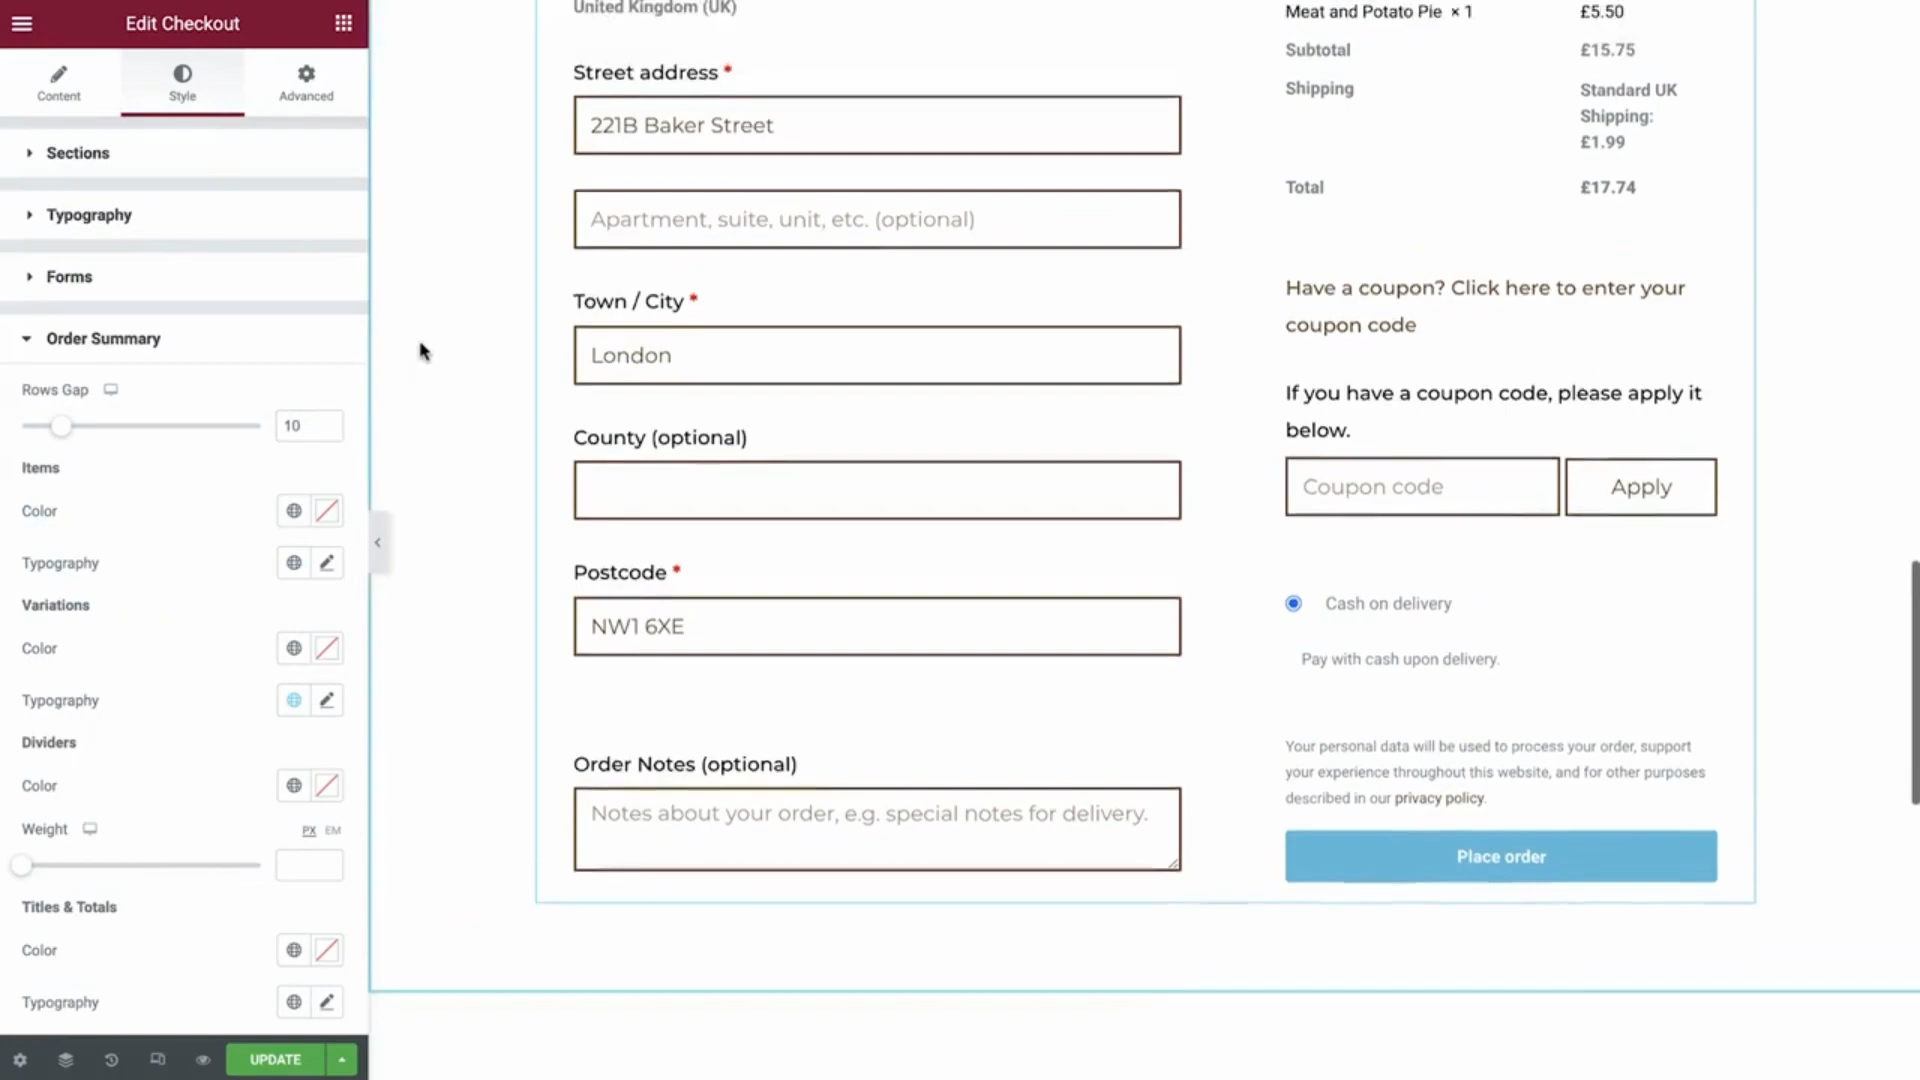 Edit Checkout
Content
Style
Advanced
Sections
Typography
Forms
Order Summary
Rows Gap
10
Items
Color
Typography
Variations
Color
Typography
Dividers
Color
Weight
PX EM
Titles & Totals
Color
Typography
UPDATE
United Kingdom (UK)
Street address *
221B Baker Street
Apartment, suite, unit, etc. (optional)
Town / City *
London
County (optional)
Postcode *
NW1 6XE
Order Notes (optional)
Notes about your order, e.g. special notes for delivery.
Meat and Potato Pie × 1 £5.50
Subtotal £15.75
Shipping Standard UK
Shipping:
£1.99
Total £17.74
Have a coupon? Click here to enter your
coupon code
If you have a coupon code, please apply it
below.
Coupon code Apply
Cash on delivery
Pay with cash upon delivery.
Your personal data will be used to process your order, support
your experience throughout this website, and for other purposes
described in our privacy policy.
Place order